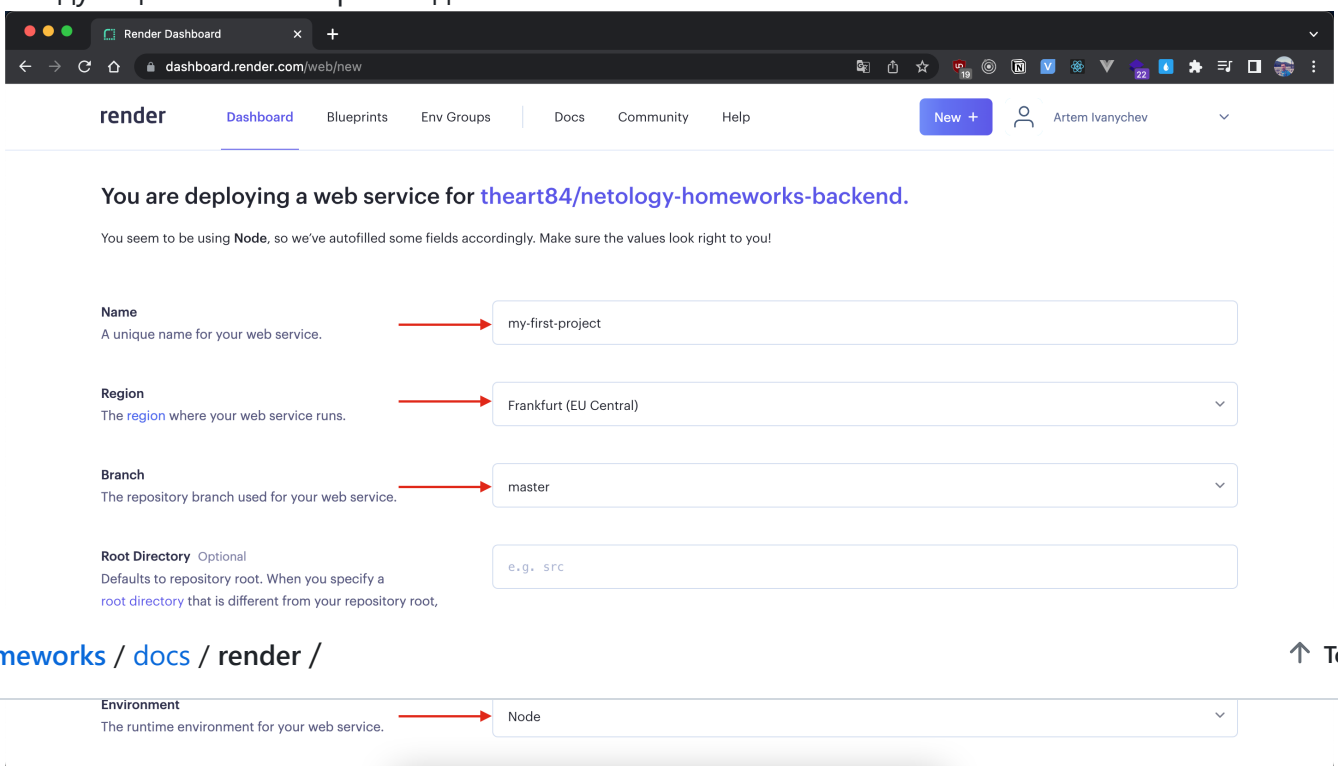 Render Dashboard
dashboard.render.com/web/new
19
22
render
Dashboard
Blueprints
Env Groups
Docs
Community
Help
New +
Artem Ivanychev
You are deploying a web service for theart84/netology-homeworks-backend.
You seem to be using Node, so we've autofilled some fields accordingly. Make sure the values look right to you!
Name
A unique name for your web service.
my-first-project
Region
The region where your web service runs.
Frankfurt (EU Central)
Branch
The repository branch used for your web service.
master
Root Directory Optional
Defaults to repository root. When you specify a
root directory that is different from your repository root,
e.g. src
meworks / docs / render /
Environment
The runtime environment for your web service.
Node